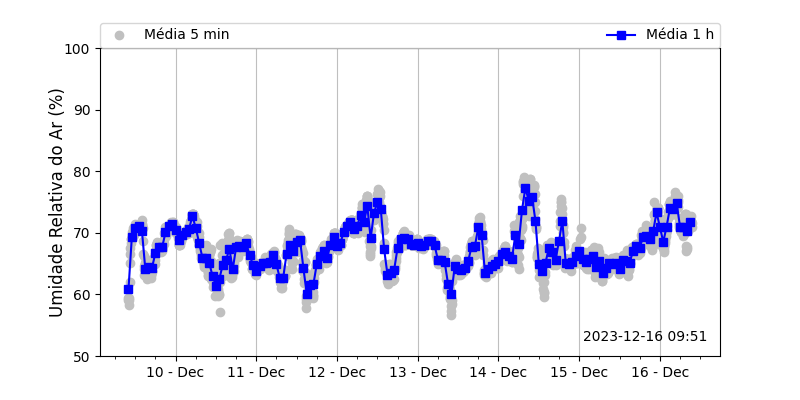 Média 5 min
Média 1 h
Umidade Relativa do Ar (%)
100
90
80
70
60
50
2023-12-16 09:51
10 - Dec
11 - Dec
12 - Dec
13 - Dec
14 - Dec
15 - Dec
16 - Dec